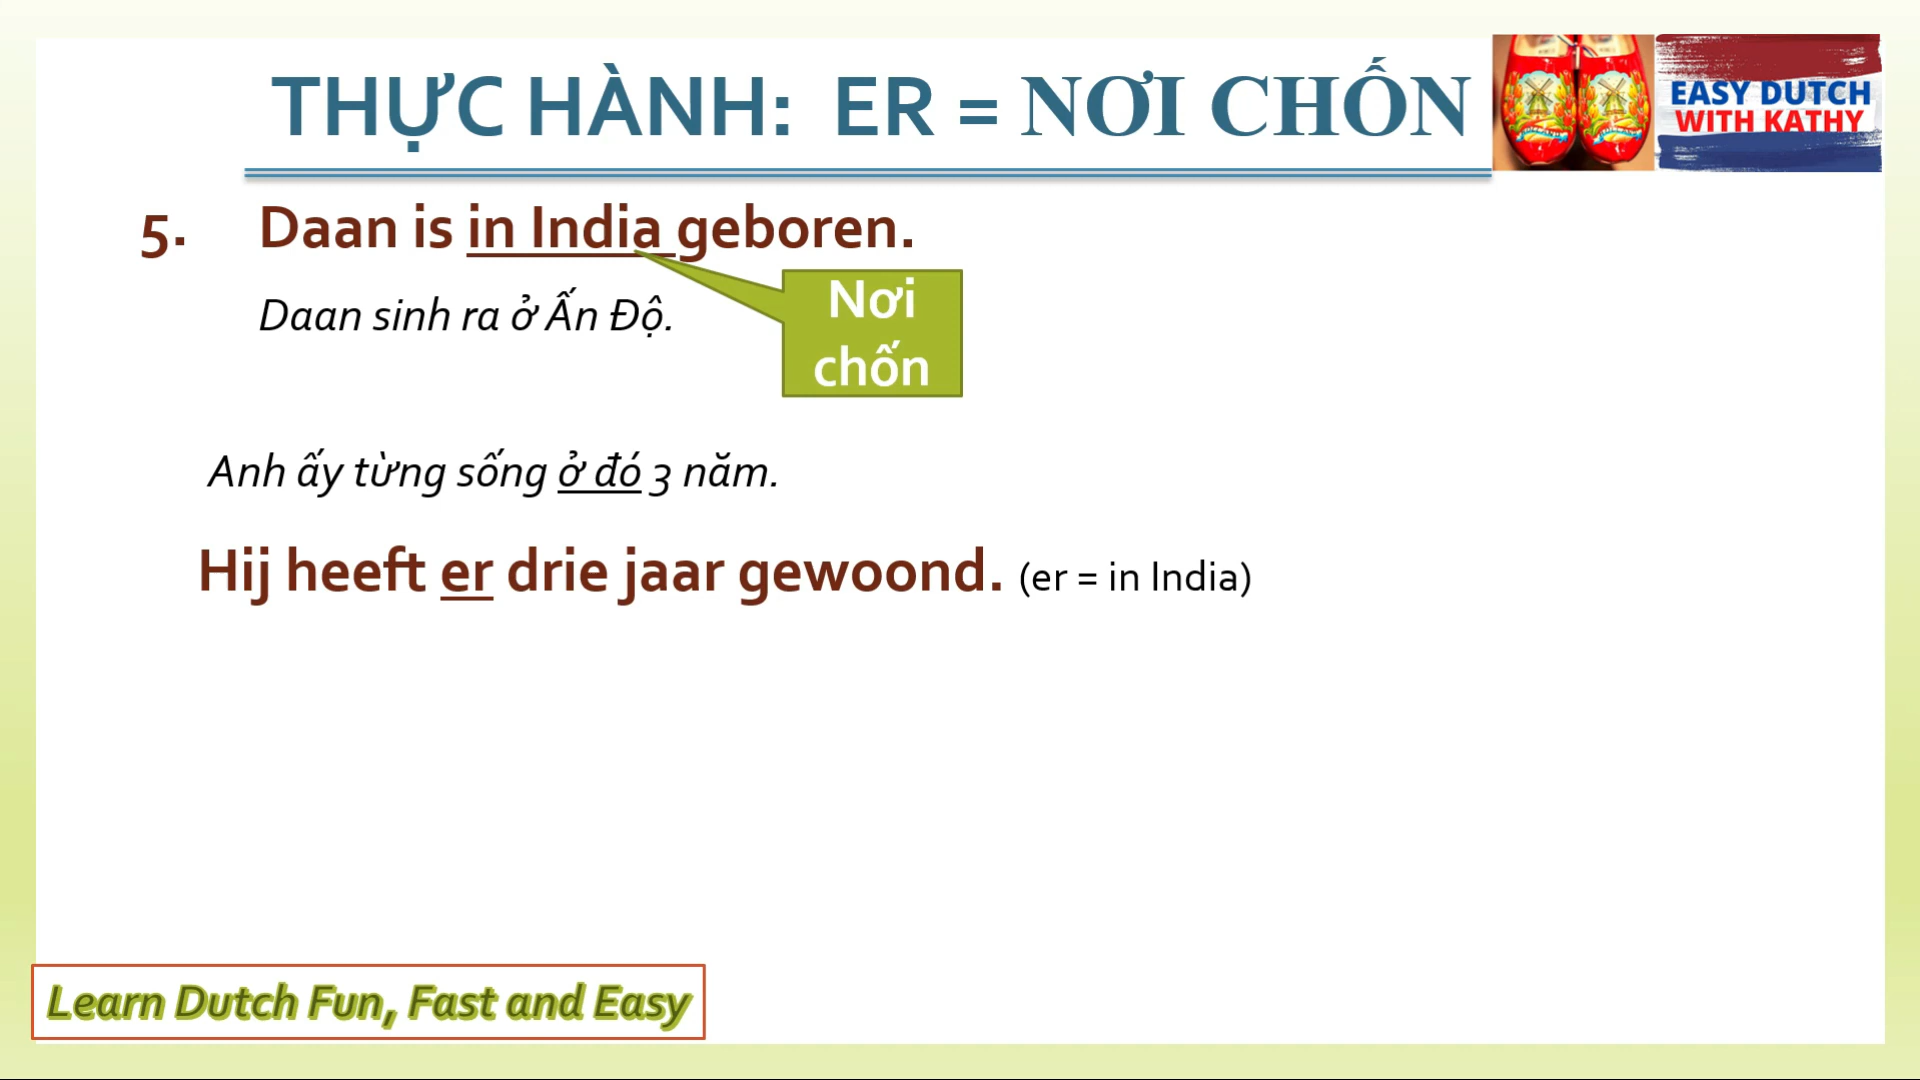 THỰC HÀNH: ER = NƠI CHỐN
EASY DUTCH
WITH KATHY
5. Daan is in India geboren.
Daan sinh ra ở Ấn Độ.
Nơi
chốn
Anh ấy từng sống ở đó 3 năm.
Hij heeft er drie jaar gewoond. (er = in India)
Learn Dutch Fun, Fast and Easy